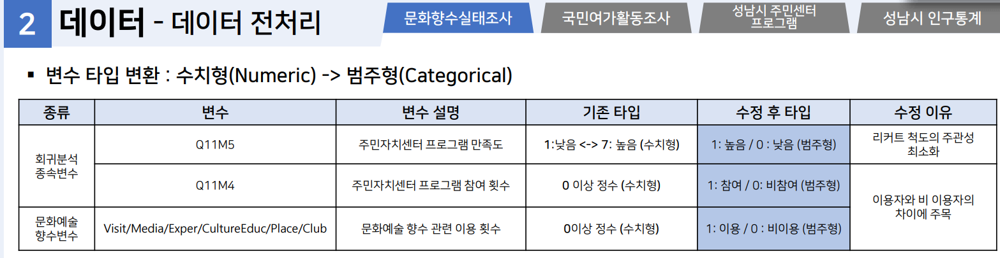 2 데이터 - 데이터 전처리
문화향수실태조사
국민여가활동조사
성남시 주민센터
프로그램
성남시 인구통계
▪ 변수 타입 변환 : 수치형(Numeric) -> 범주형(Categorical)
종류 변수 변수 설명 기존 타입 수정 후 타입 수정 이유
회귀분석
종속변수
Q11M5 주민자치센터 프로그램 만족도 1:낮음 <-> 7: 높음 (수치형) 1: 높음 / 0 : 낮음 (범주형)
리커트 척도의 주관성
최소화
Q11M4 주민자치센터 프로그램 참여 횟수 0 이상 정수 (수치형) 1: 참여 / 0: 비참여 (범주형)
이용자와 비 이용자의
차이에 주목
문화예술
향수변수
Visit/Media/Exper/CultureEduc/Place/Club 문화예술 향수 관련 이용 횟수 0이상 정수 (수치형) 1: 이용 / 0 : 비이용 (범주형)